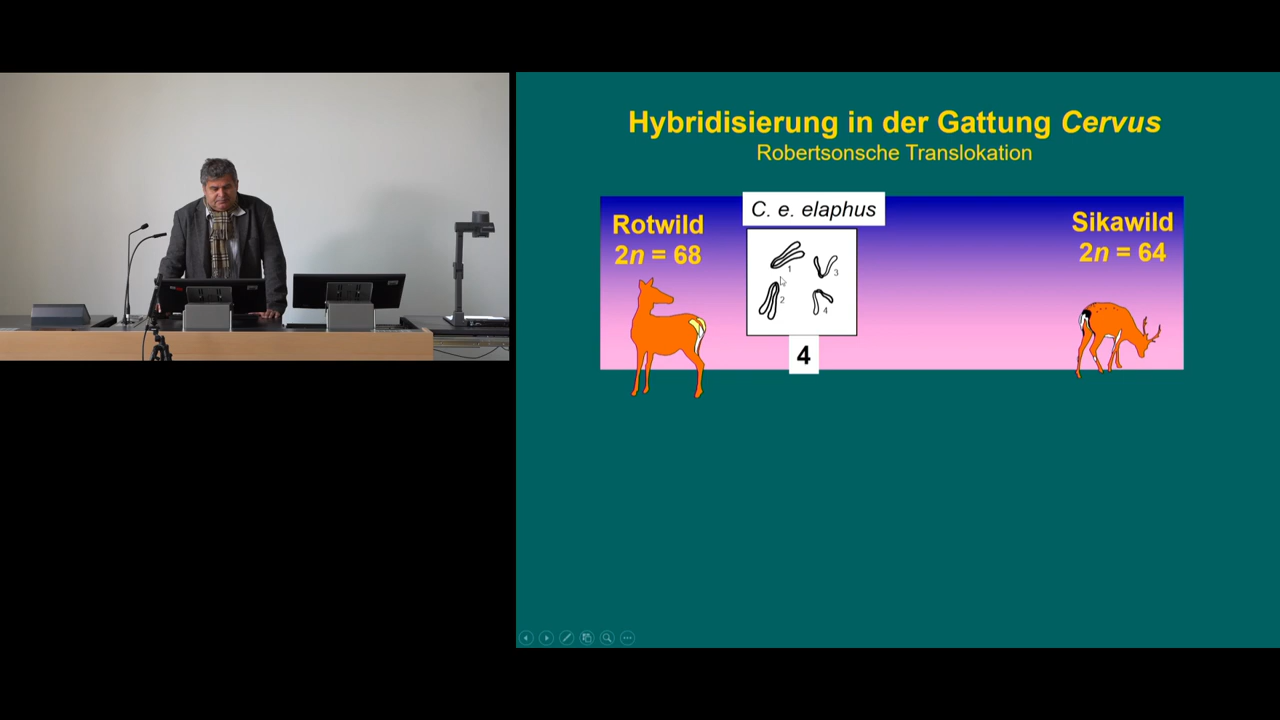 Hybridisierung in der Gattung Cervus
Robertsonsche Translokation
Rotwild
2n = 68
C. e. elaphus
1
3
2
4
4
Sikawild
2n = 64